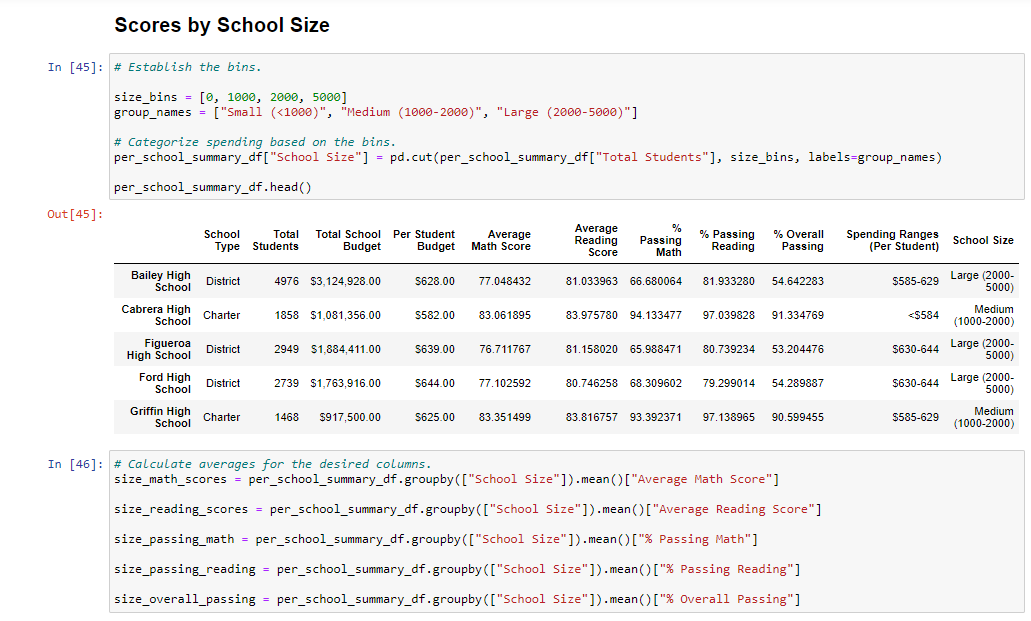 Scores by School Size
In [45]: # Establish the bins.
size_bins = [0, 1000, 2000, 5000]
group_names = ["Small (<1000)", "Medium (1000-2000)", "Large (2000-5000)"]
# Categorize spending based on the bins.
per_school_summary_df["School Size"] = pd.cut(per_school_summary_df["Total Students"], size_bins, labels=group_names)
per_school_summary_df.head()
Out[45]:
School Type Total Students Total School Budget Per Student Budget Average Math Score Average Reading Score % Passing Math % Passing Reading % Overall Passing Spending Ranges (Per Student) School Size
Bailey High School District 4976 $3,124,928.00 $628.00 77.048432 81.033963 66.680064 81.933280 54.642283 $585-629 Large (2000-5000)
Cabrera High School Charter 1858 $1,081,356.00 $582.00 83.061895 83.975780 94.133477 97.039828 91.334769 <$584 Medium (1000-2000)
Figueroa High School District 2949 $1,884,411.00 $639.00 76.711767 81.158020 65.988471 80.739234 53.204476 $630-644 Large (2000-5000)
Ford High School District 2739 $1,763,916.00 $644.00 77.102592 80.746258 68.309602 79.299014 54.289887 $630-644 Large (2000-5000)
Griffin High School Charter 1468 $917,500.00 $625.00 83.351499 83.816757 93.392371 97.138965 90.599455 $585-629 Medium (1000-2000)
In [46]: # Calculate averages for the desired columns.
size_math_scores = per_school_summary_df.groupby(["School Size"]).mean()["Average Math Score"]
size_reading_scores = per_school_summary_df.groupby(["School Size"]).mean()["Average Reading Score"]
size_passing_math = per_school_summary_df.groupby(["School Size"]).mean()["% Passing Math"]
size_passing_reading = per_school_summary_df.groupby(["School Size"]).mean()["% Passing Reading"]
size_overall_passing = per_school_summary_df.groupby(["School Size"]).mean()["% Overall Passing"]